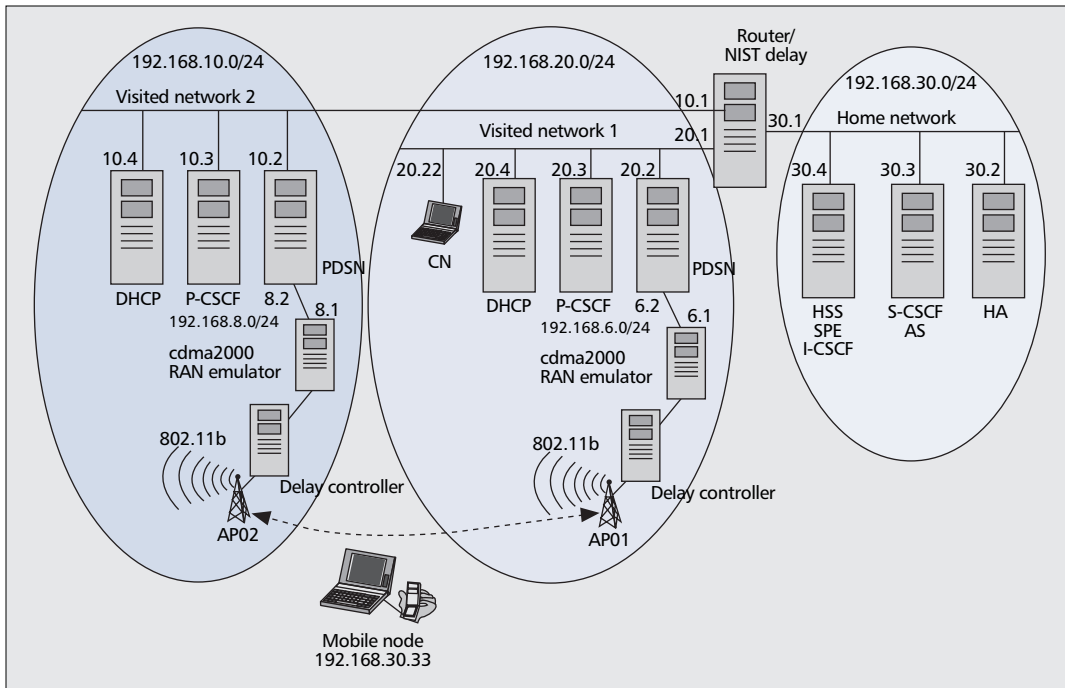 192.168.10.0/24
Visited network 2
10.4
10.3
10.2
DHCP
P-CSCF
PDSN
8.2
8.1
192.168.8.0/24
cdma2000
RAN emulator
802.11b
Delay controller
AP02
192.168.20.0/24
Visited network 1
10.1
20.1
20.22
20.4
20.3
20.2
CN
DHCP
P-CSCF
PDSN
6.2
6.1
192.168.6.0/24
cdma2000
RAN emulator
802.11b
Delay controller
AP01
Router/
NIST delay
30.1
192.168.30.0/24
Home network
30.4
30.3
30.2
HSS
SPE
I-CSCF
S-CSCF
AS
HA
Mobile node
192.168.30.33